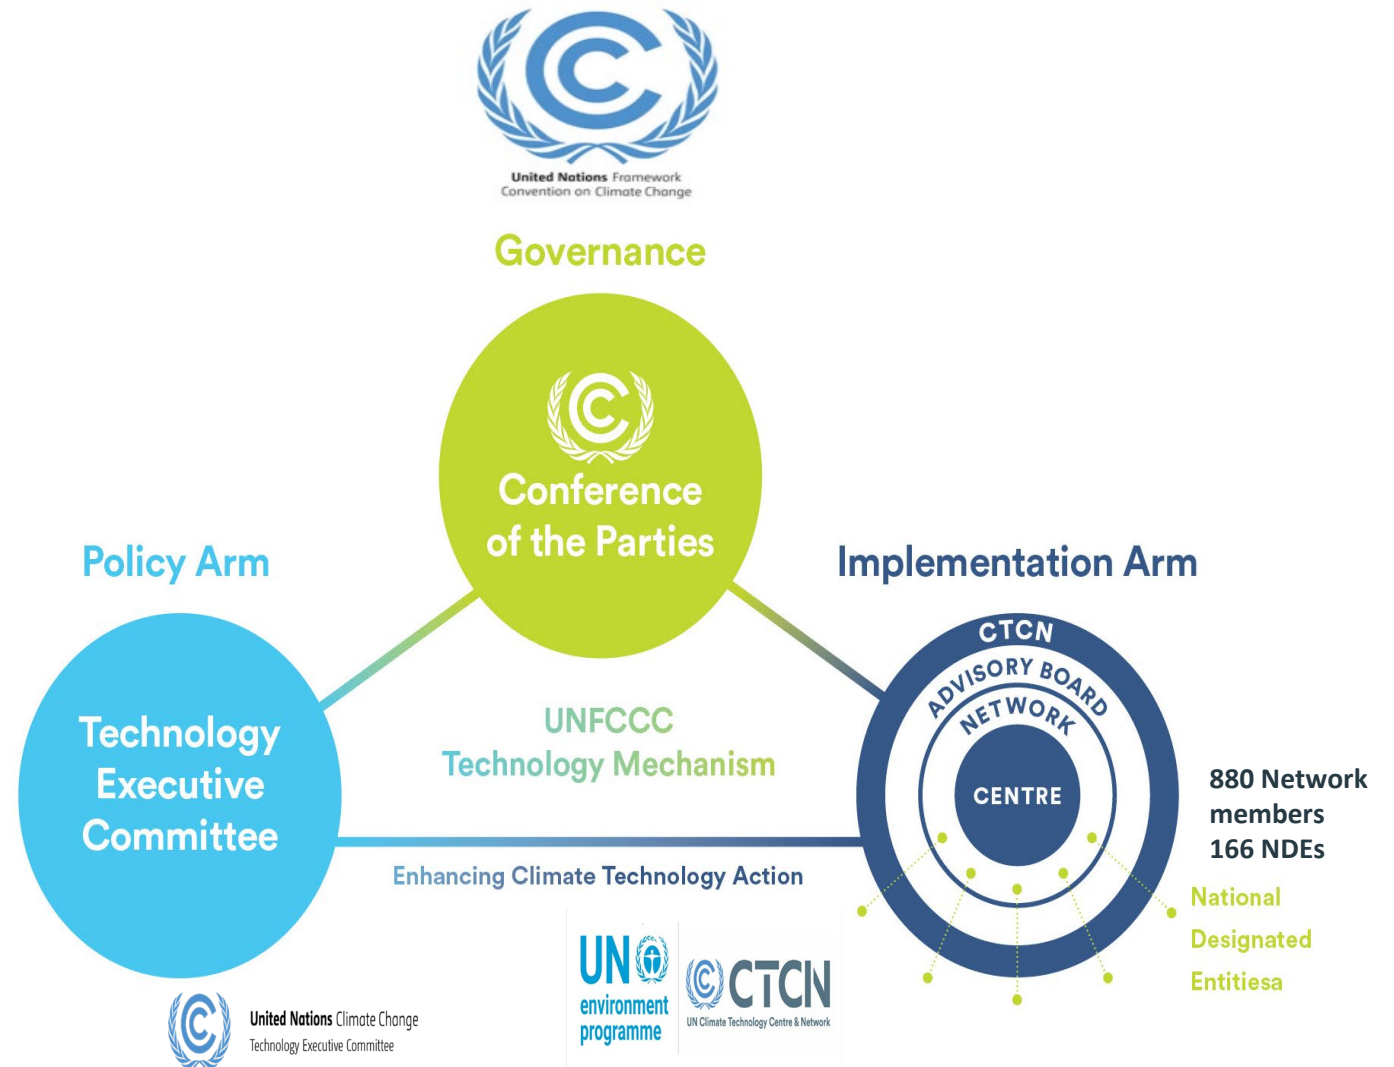 United Nations Framework
Convention on Climate Change
Governance
Conference
of the Parties
Policy Arm
Implementation Arm
Technology
Executive
Committee
UNFCCC
Technology Mechanism
CTCN
ADVISORY BOARD
NETWORK
CENTRE
880 Network
members
166 NDEs
Enhancing Climate Technology Action
National
Designated
Entitiesa
UN
environment
programme
CTCN
UN Climate Technology Centre & Network
United Nations Climate Change
Technology Executive Committee